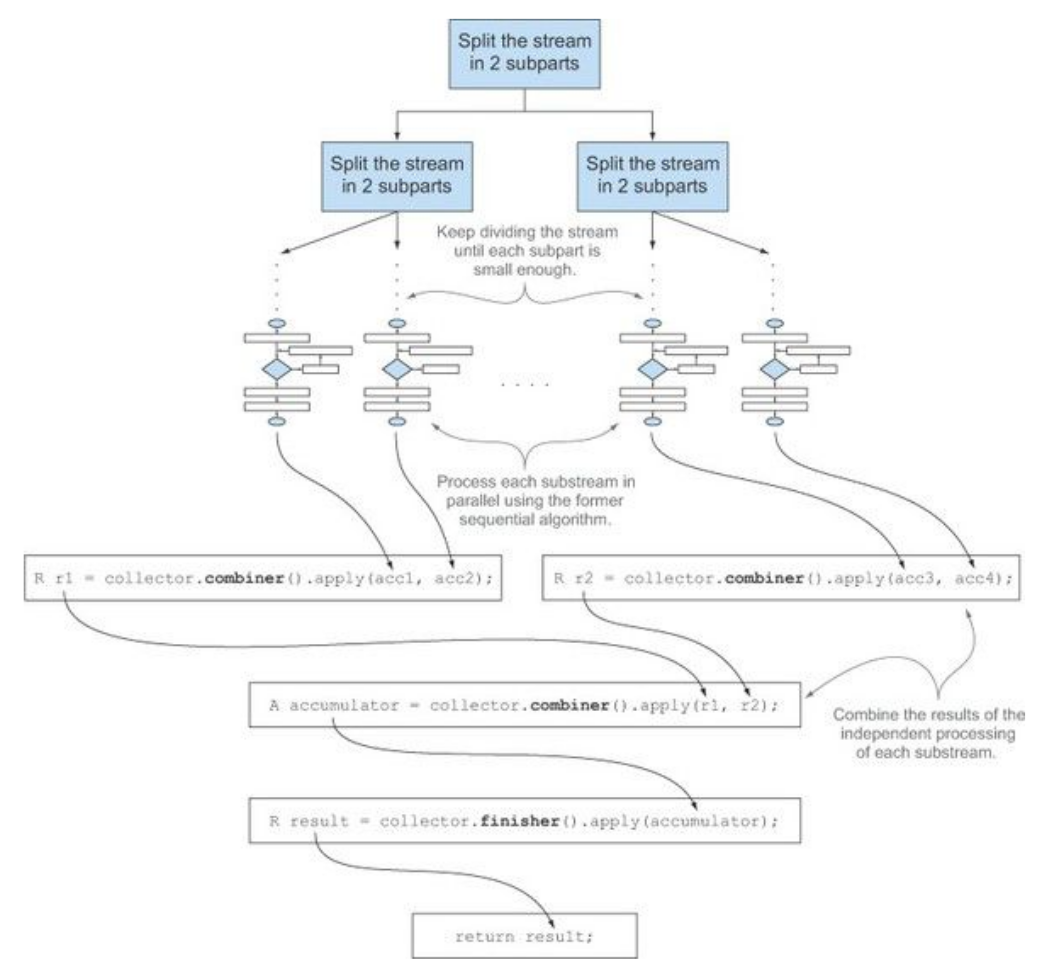 Split the stream
in 2 subparts
Split the stream
in 2 subparts
Split the stream
in 2 subparts
Keep dividing the stream
until each subpart is
small enough.
. . . .
Process each substream in
parallel using the former
sequential algorithm.
R r1 = collector.combiner().apply(acc1, acc2);
R r2 = collector.combiner().apply(acc3, acc4);
A accumulator = collector.combiner().apply(r1, r2);
Combine the results of the
independent processing
of each substream.
R result = collector.finisher().apply(accumulator);
return result;